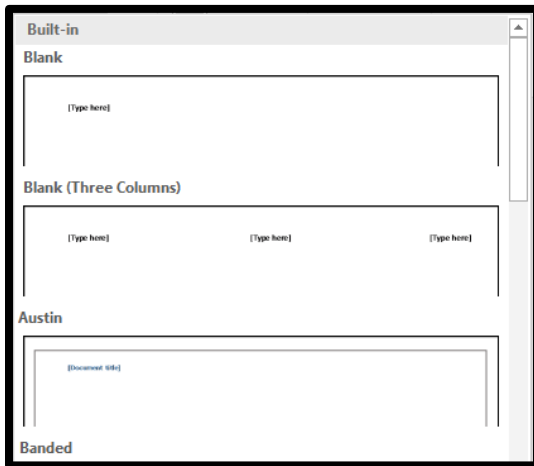 Built-in
Blank
[Type here]
Blank (Three Columns)
[Type here] [Type here] [Type here]
Austin
[Document title]
Banded